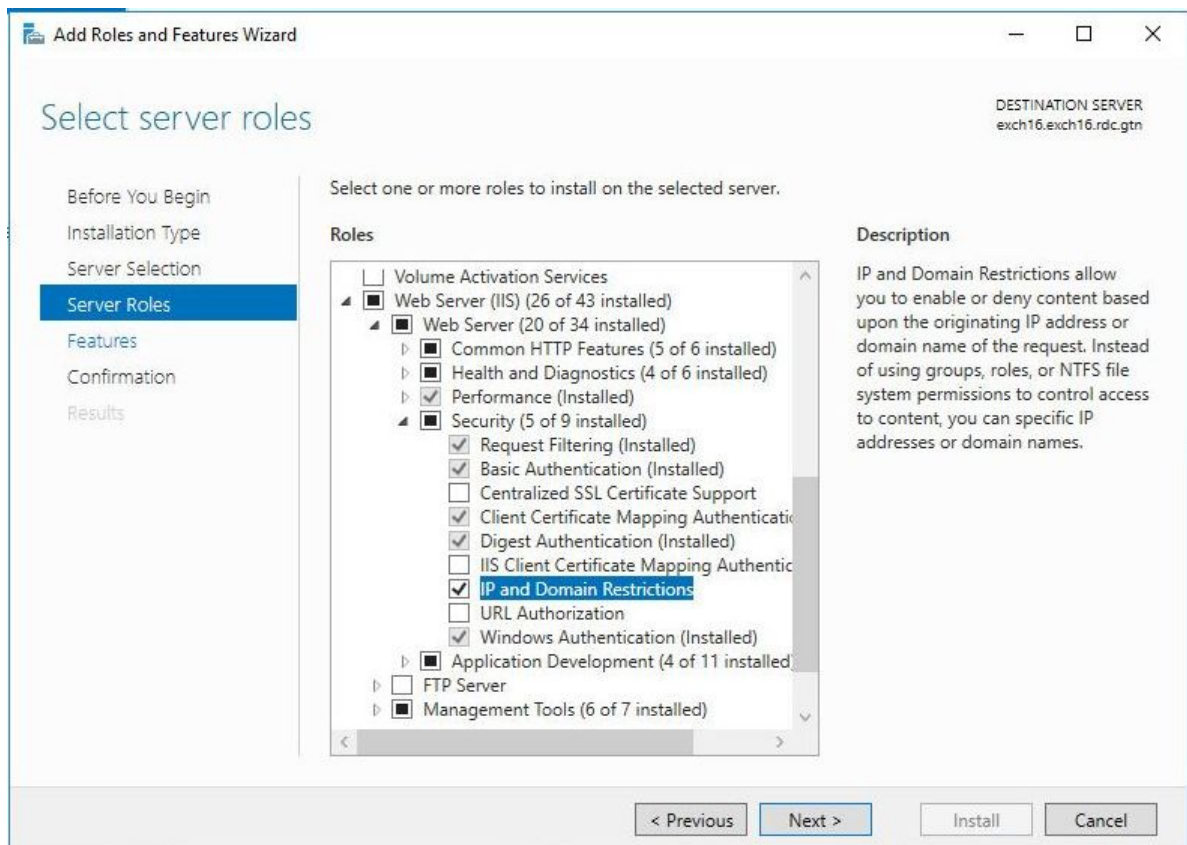 Add Roles and Features Wizard
Select server roles
DESTINATION SERVER
exch16.exch16.rdc.gtn
Before You Begin
Installation Type
Server Selection
Server Roles
Features
Confirmation
Results
Select one or more roles to install on the selected server.
Roles
Volume Activation Services
Web Server (IIS) (26 of 43 installed)
Web Server (20 of 34 installed)
Common HTTP Features (5 of 6 installed)
Health and Diagnostics (4 of 6 installed)
Performance (Installed)
Security (5 of 9 installed)
Request Filtering (Installed)
Basic Authentication (Installed)
Centralized SSL Certificate Support
Client Certificate Mapping Authenticatic
Digest Authentication (Installed)
IIS Client Certificate Mapping Authentic
IP and Domain Restrictions
URL Authorization
Windows Authentication (Installed)
Application Development (4 of 11 installed)
FTP Server
Management Tools (6 of 7 installed)
Description
IP and Domain Restrictions allow
you to enable or deny content based
upon the originating IP address or
domain name of the request. Instead
of using groups, roles, or NTFS file
system permissions to control access
to content, you can specific IP
addresses or domain names.
< Previous
Next >
Install
Cancel